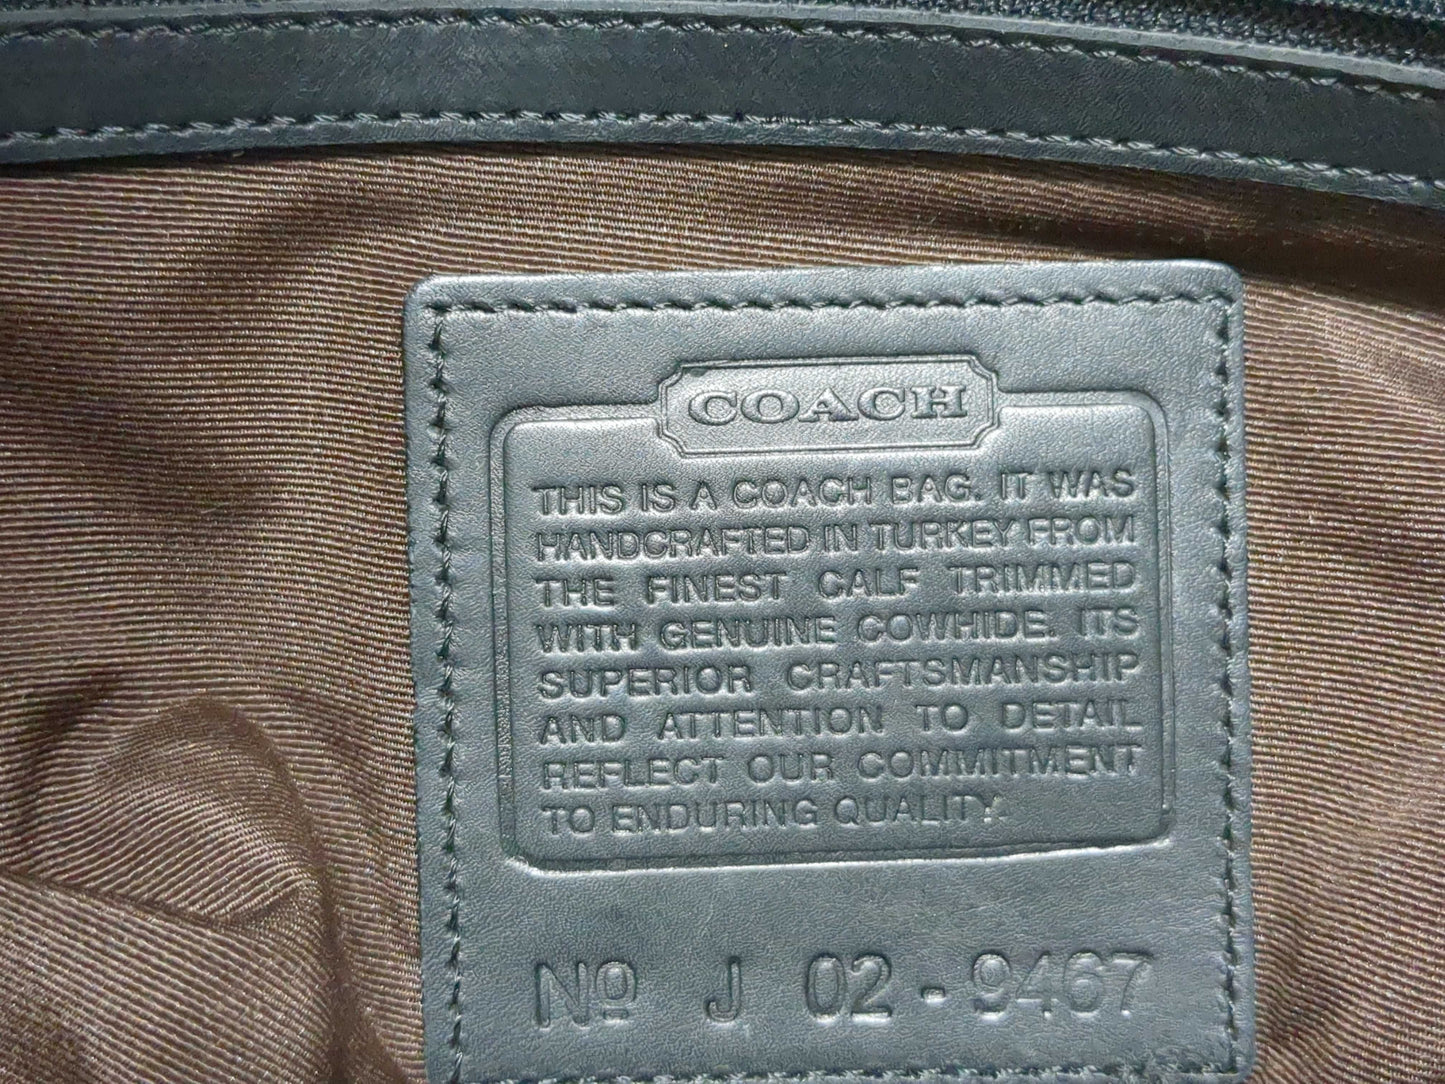 COACH
THIS IS A COACH BAG. IT WAS
HANDCRAFTED IN TURKEY FROM
THE FINEST CALF TRIMMED
WITH GENUINE COWHIDE. ITS
SUPERIOR CRAFTSMANSHIP
AND ATTENTION TO DETAIL
REFLECT OUR COMMITMENT
TO ENDURING QUALITY.
Nº J 02 - 9467